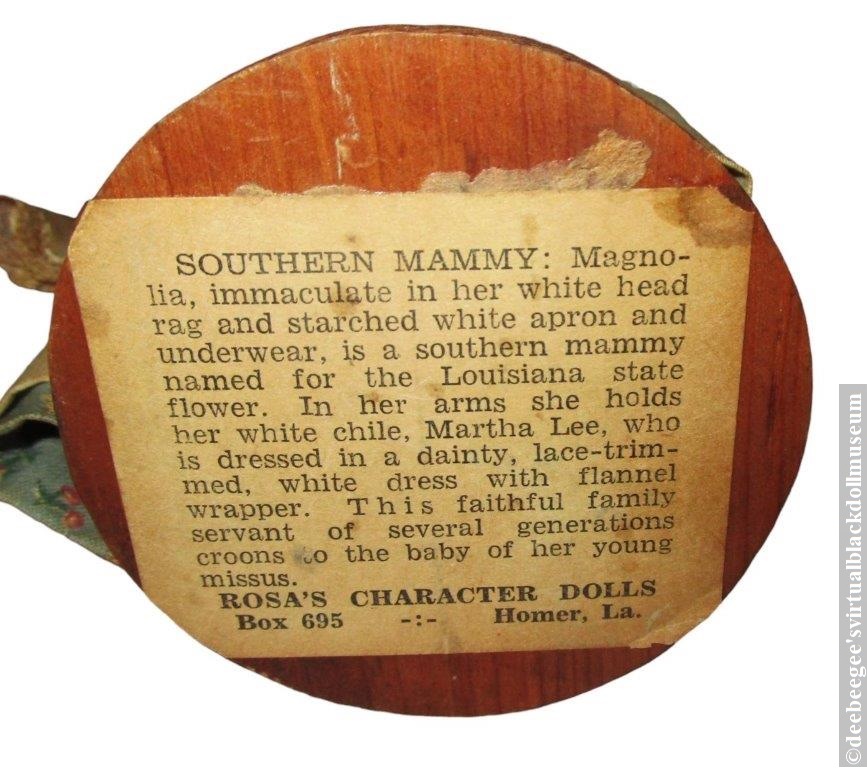 SOUTHERN MAMMY: Magno-
lia, immaculate in her white head
rag and starched white apron and
underwear, is a southern mammy
named for the Louisiana state
flower. In her arms she holds
her white chile, Martha Lee, who
is dressed in a dainty, lace-trim-
med, white dress with flannel
wrapper. This faithful family
servant of several generations
croons to the baby of her young
missus.
ROSA'S CHARACTER DOLLS
Box 695 -:- Homer, La.
©deebeegee'svirtualblackdollmuseum